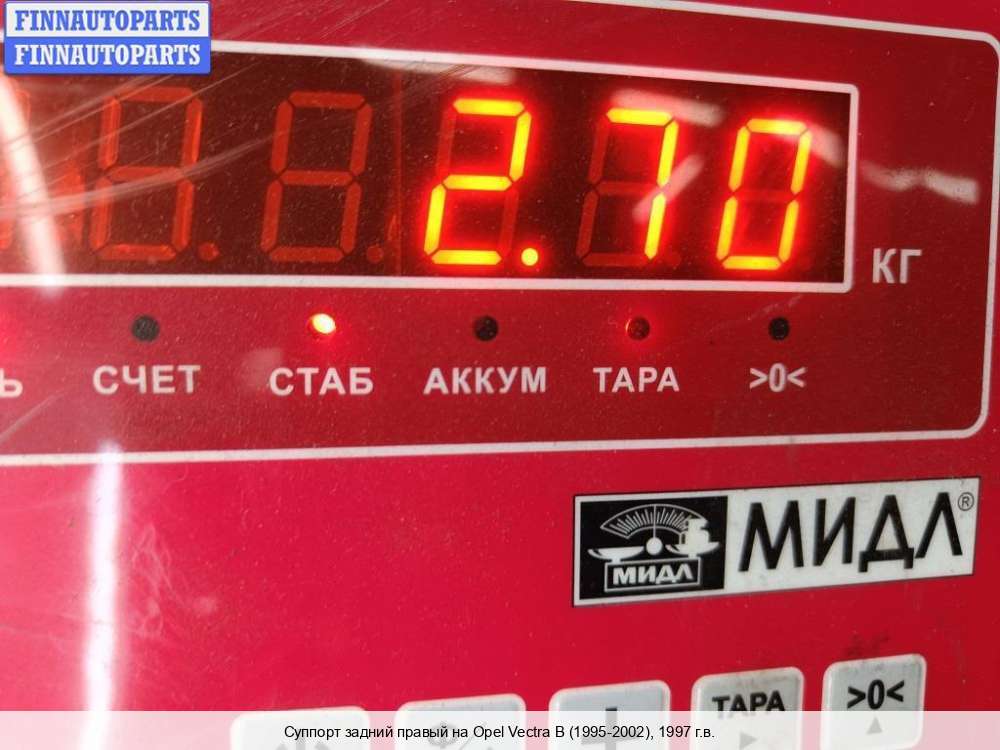 FINNAUTOPARTS
FINNAUTOPARTS
2.70
КГ
СЧЕТ СТАБ АККУМ ТАРА >0<
МИДЛ®
МИДЛ
ТАРА >0<
Суппорт задний правый на Opel Vectra B (1995-2002), 1997 г.в.